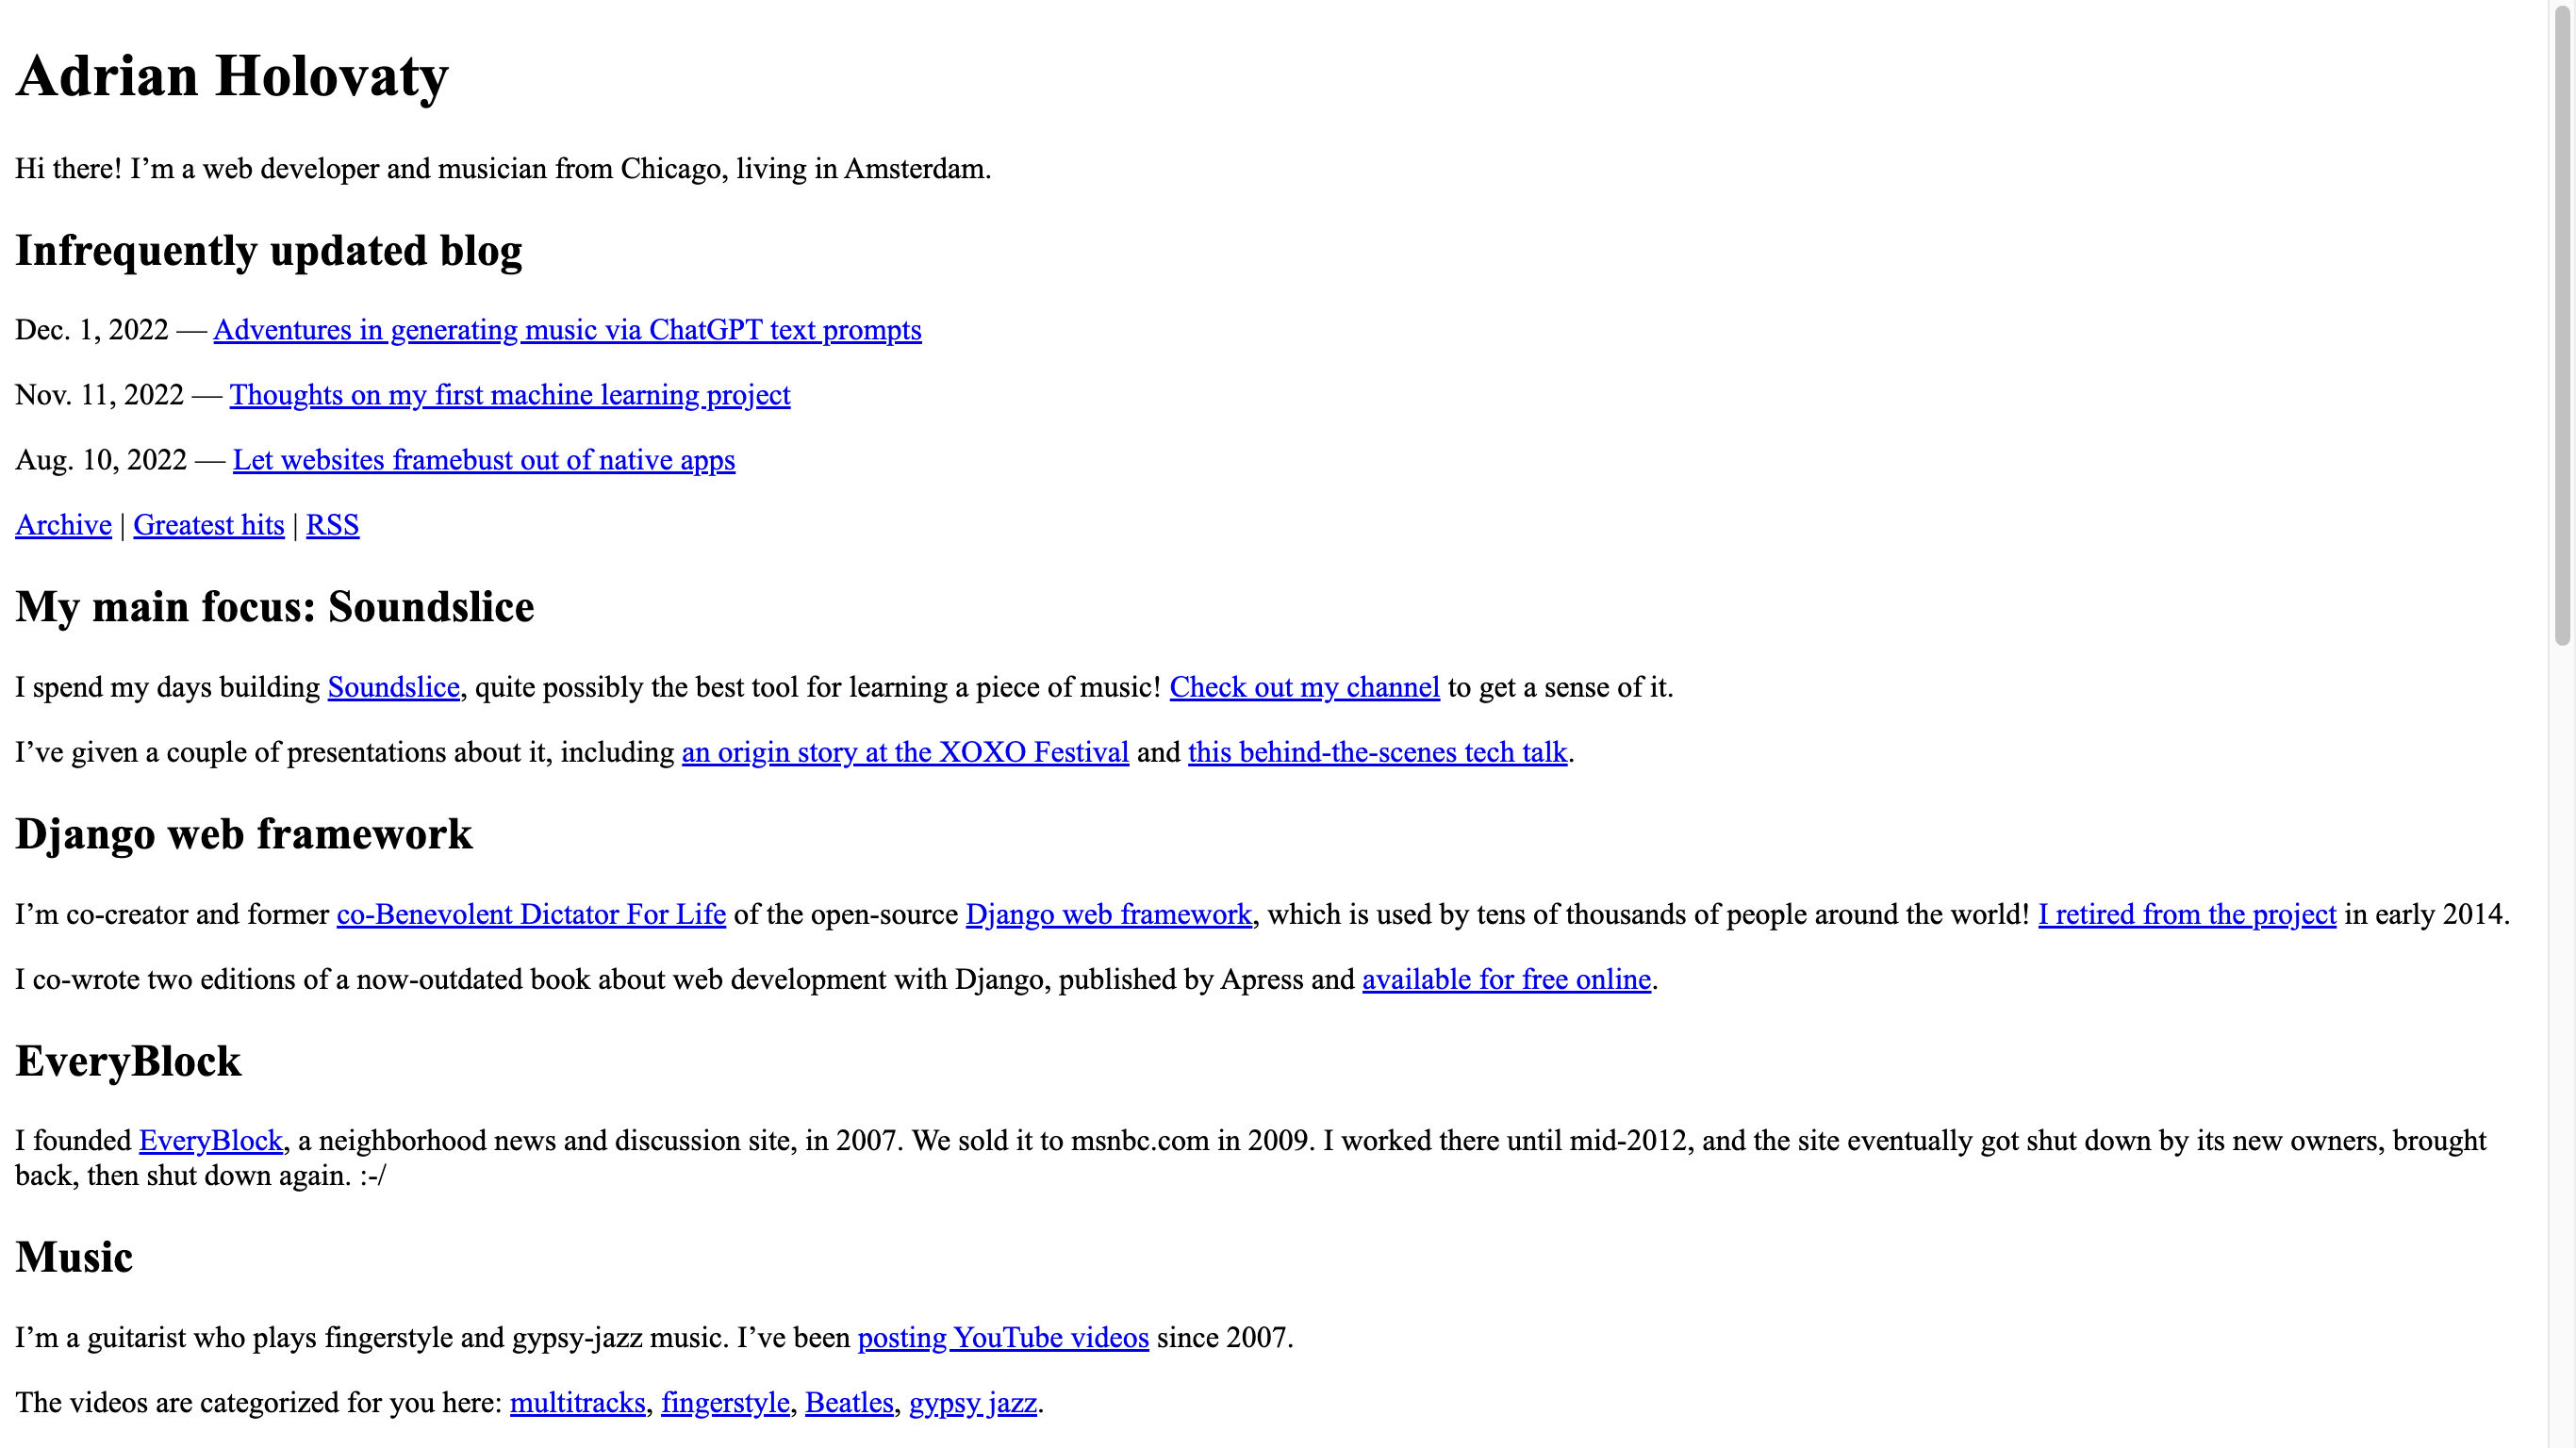 Adrian Holovaty
Hi there! I’m a web developer and musician from Chicago, living in Amsterdam.
Infrequently updated blog
Dec. 1, 2022 — Adventures in generating music via ChatGPT text prompts
Nov. 11, 2022 — Thoughts on my first machine learning project
Aug. 10, 2022 — Let websites framebust out of native apps
Archive | Greatest hits | RSS
My main focus: Soundslice
I spend my days building Soundslice, quite possibly the best tool for learning a piece of music! Check out my channel to get a sense of it.
I’ve given a couple of presentations about it, including an origin story at the XOXO Festival and this behind-the-scenes tech talk.
Django web framework
I’m co-creator and former co-Benevolent Dictator For Life of the open-source Django web framework, which is used by tens of thousands of people around the world! I retired from the project in early 2014.
I co-wrote two editions of a now-outdated book about web development with Django, published by Apress and available for free online.
EveryBlock
I founded EveryBlock, a neighborhood news and discussion site, in 2007. We sold it to msnbc.com in 2009. I worked there until mid-2012, and the site eventually got shut down by its new owners, brought
back, then shut down again. :-/
Music
I’m a guitarist who plays fingerstyle and gypsy-jazz music. I’ve been posting YouTube videos since 2007.
The videos are categorized for you here: multitracks, fingerstyle, Beatles, gypsy jazz.